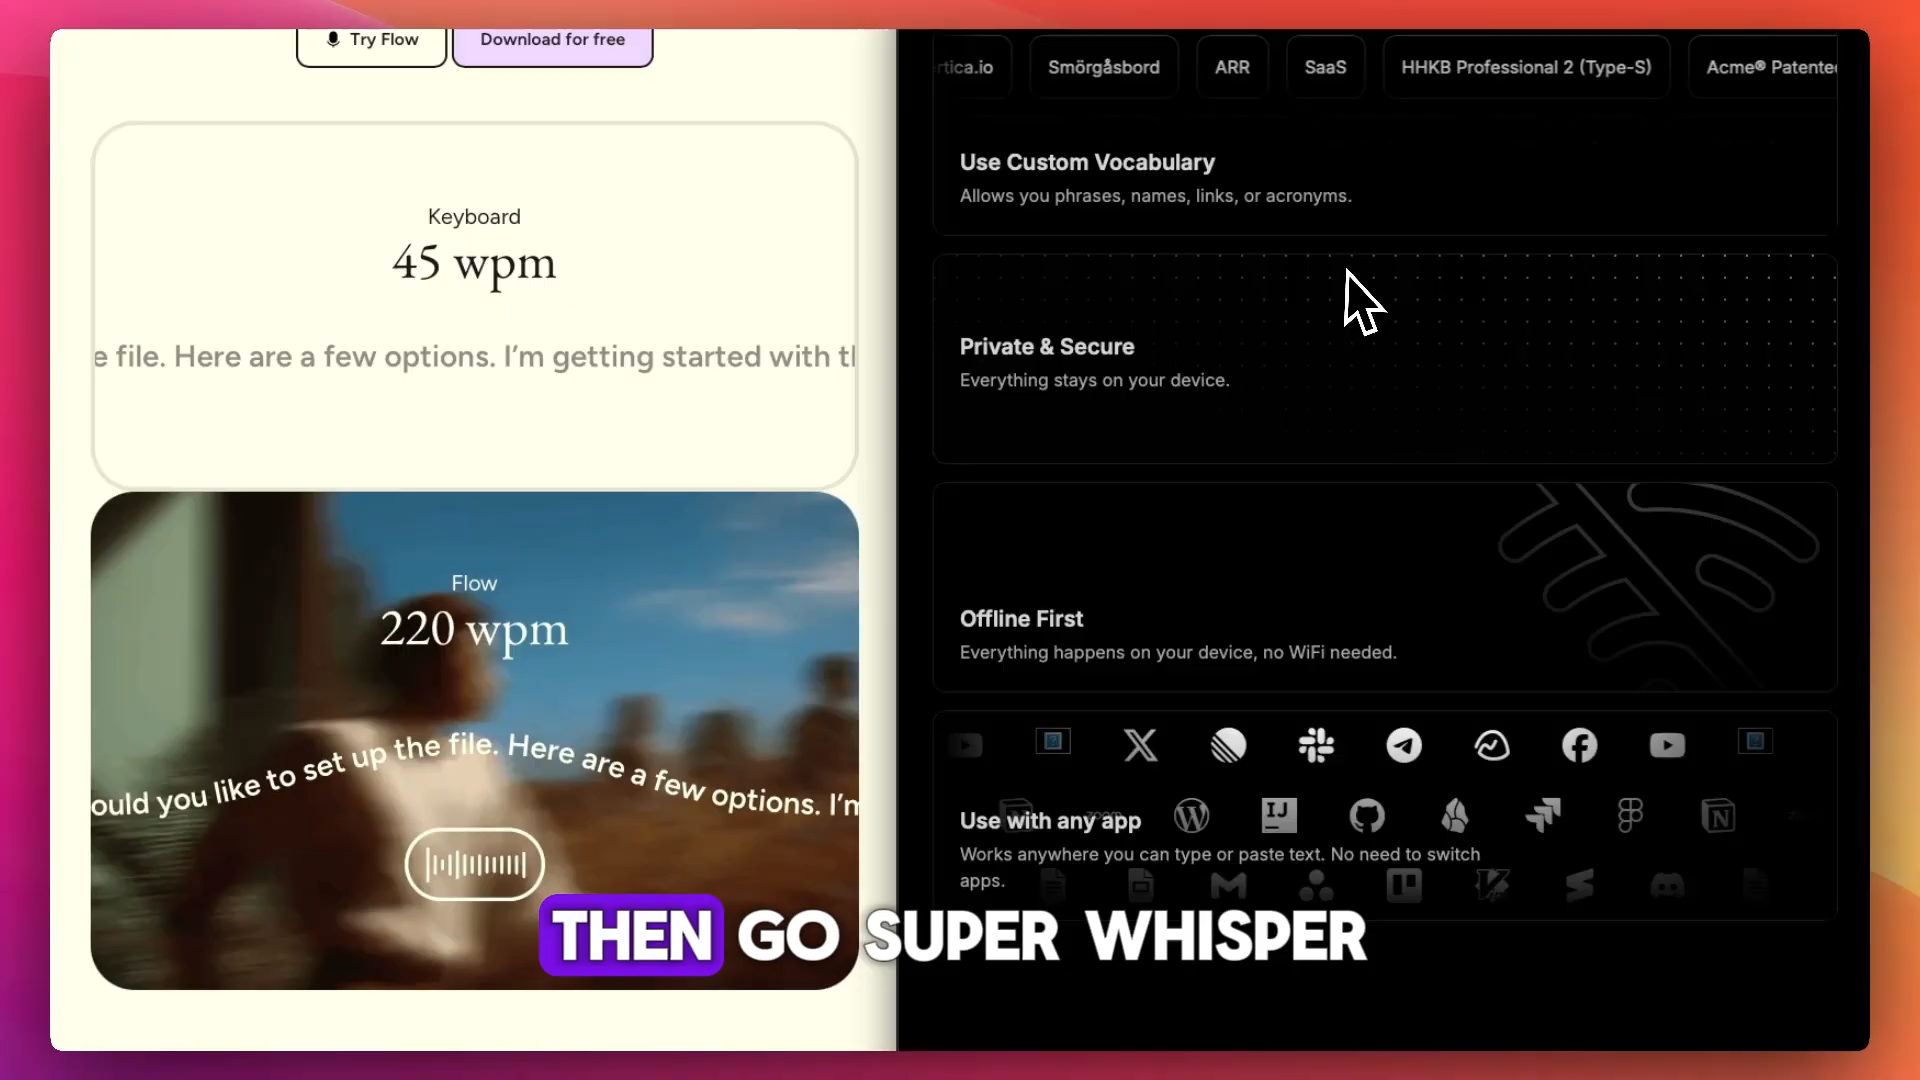 Try Flow
Download for free
Keyboard
45 wpm
e file. Here are a few options. I'm getting started with th
Flow
220 wpm
ould you like to set up the file. Here are a few options. I'm
rtica.io
Smörgåsbord
ARR
SaaS
HHKB Professional 2 (Type-S)
Acme® Patented
Use Custom Vocabulary
Allows you phrases, names, links, or acronyms.
Private & Secure
Everything stays on your device.
Offline First
Everything happens on your device, no WiFi needed.
IJ
Use with any app
Works anywhere you can type or paste text. No need to switch
apps.
THEN GO SUPER WHISPER